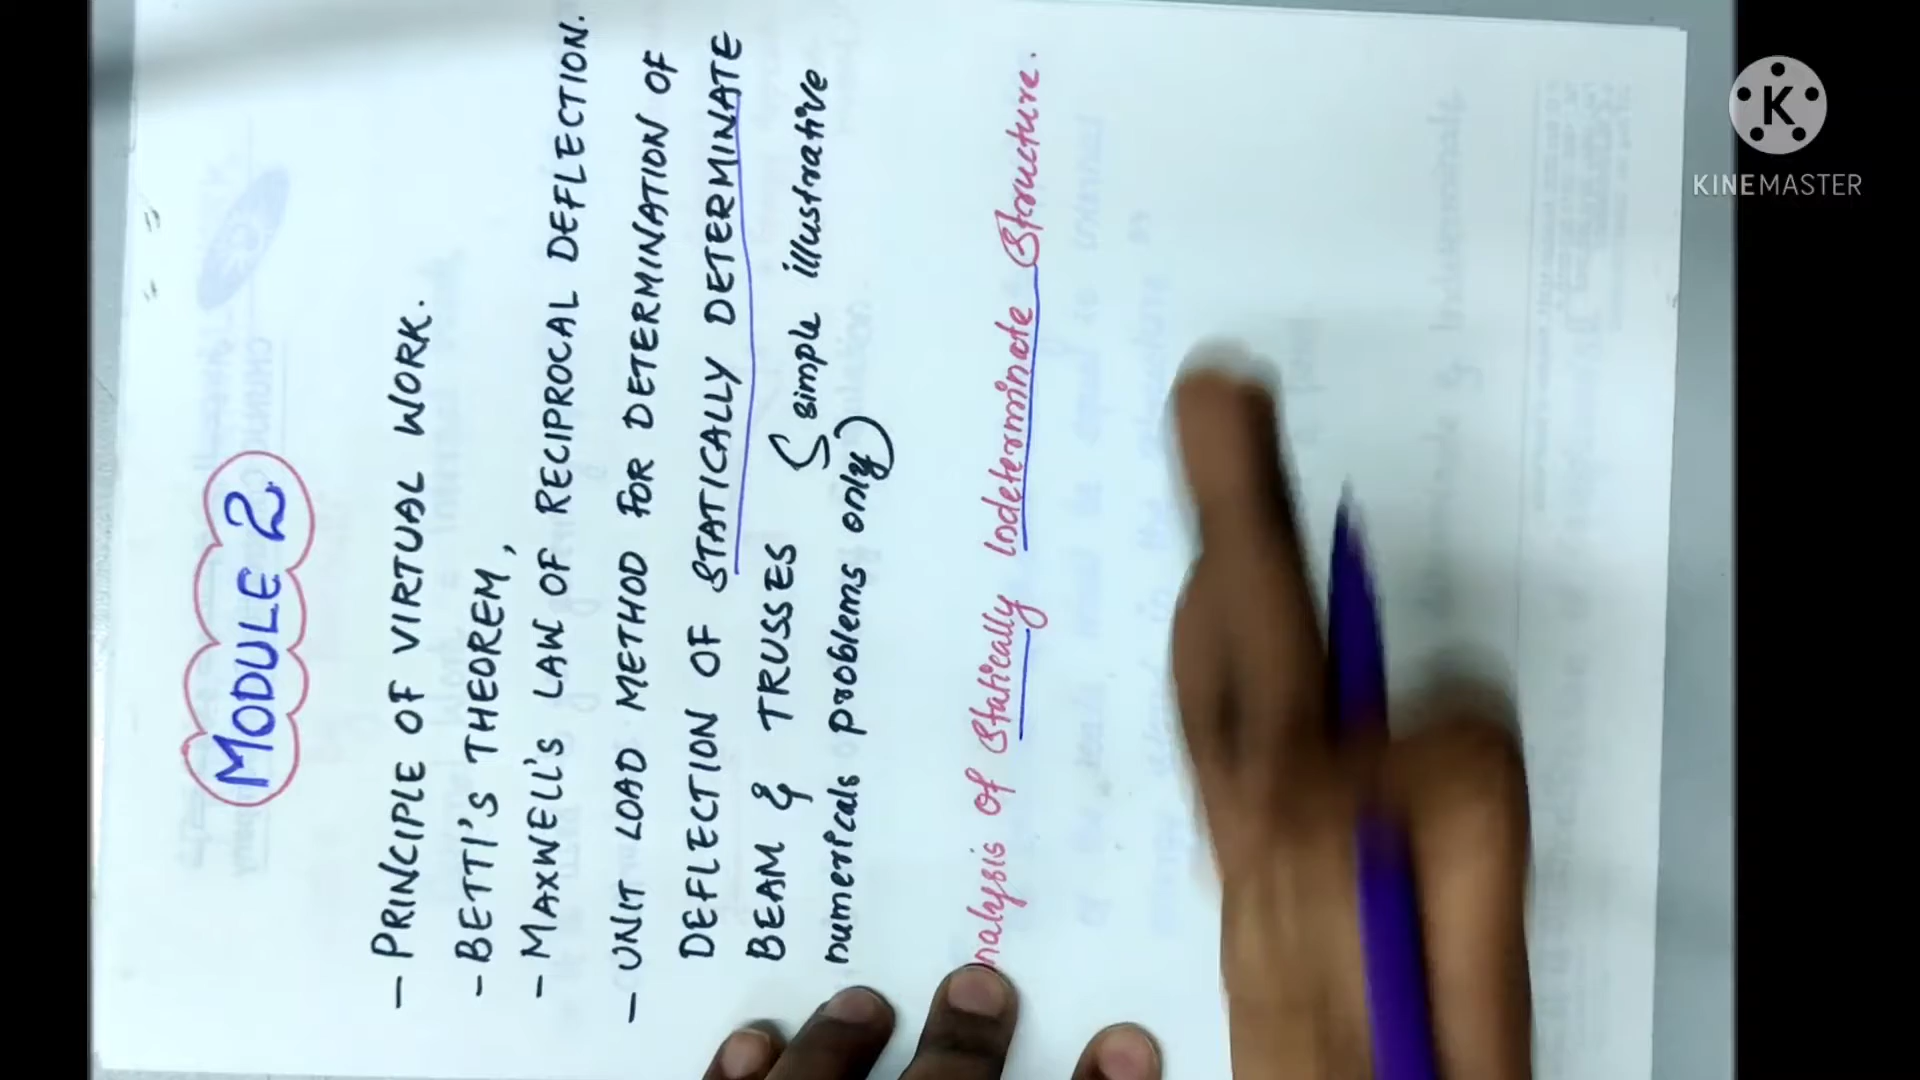 MODULE 2
- PRINCIPLE OF VIRTUAL WORK.
- BETTI'S THEOREM,
- MAXWELL'S LAW OF RECIPROCAL DEFLECTION.
- UNIT LOAD METHOD FOR DETERMINATION OF
DEFLECTION OF STATICALLY DETERMINATE
BEAM & TRUSSES (simple illustrative
numericals problems only)
nalysis of Statically Indeterminate Structure.
K
KINEMASTER